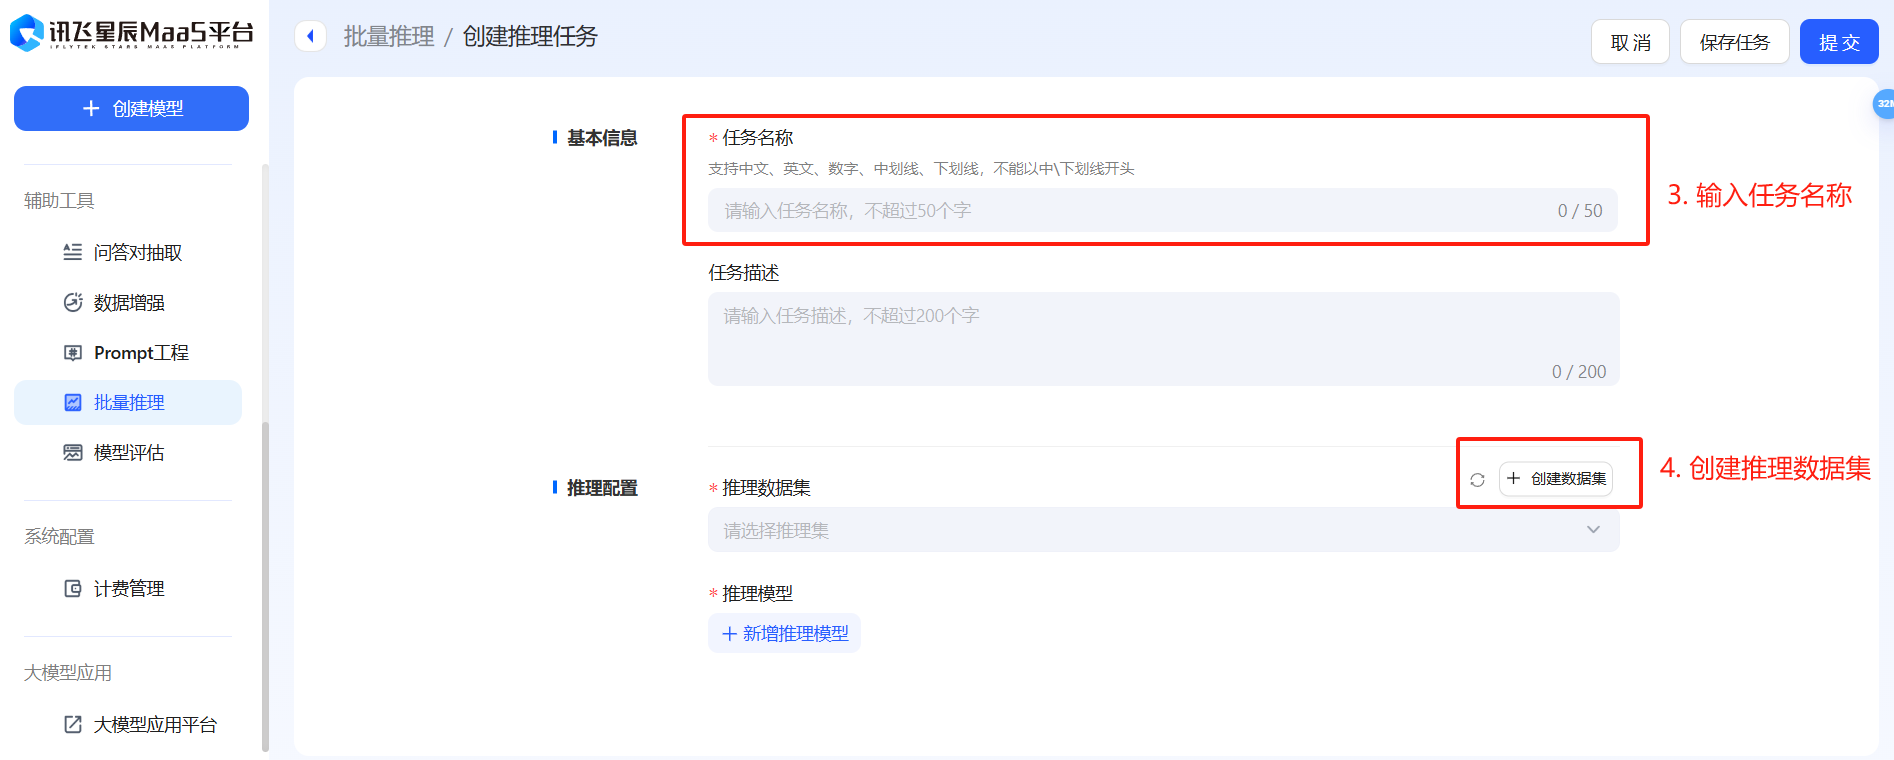 讯飞星辰MaaS平台
IFLYTEK STARS MAAS PLATFORM
创建模型
辅助工具
问答对抽取
数据增强
Prompt工程
批量推理
模型评估
系统配置
计费管理
大模型应用
大模型应用平台
批量推理 / 创建推理任务
取消
保存任务
提交
32M
基本信息
* 任务名称
支持中文、英文、数字、中划线、下划线，不能以中\下划线开头
请输入任务名称，不超过50个字
0 / 50
3. 输入任务名称
任务描述
请输入任务描述，不超过200个字
0 / 200
推理配置
* 推理数据集
+ 创建数据集
4. 创建推理数据集
请选择推理集
* 推理模型
+ 新增推理模型